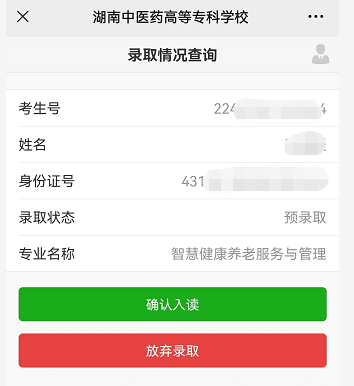 湖南中医药高等专科学校
录取情况查询
考生号 224 4
姓名
身份证号 431
录取状态 预录取
专业名称 智慧健康养老服务与管理
确认入读
放弃录取